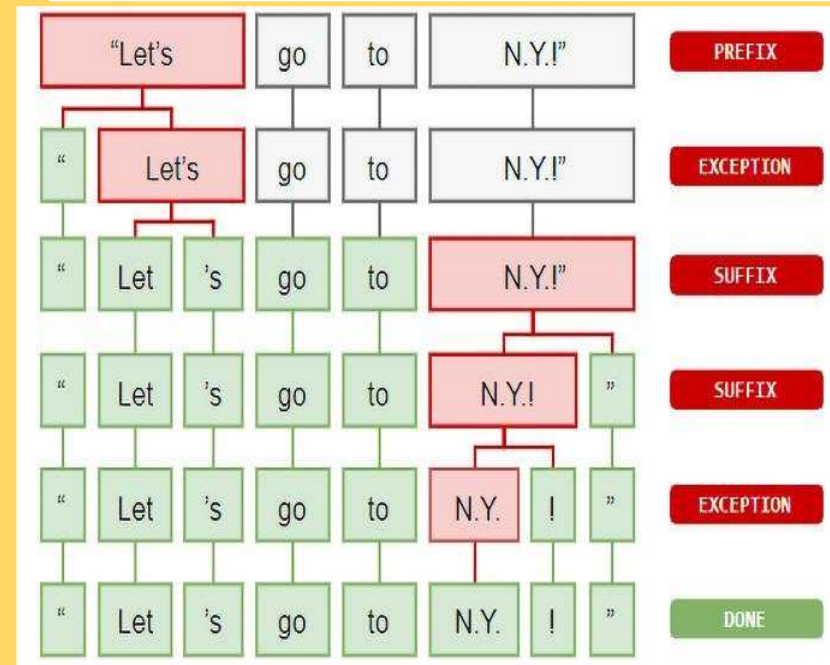 “Let’s go to N.Y.!” PREFIX
“ Let’s go to N.Y.!” EXCEPTION
“ Let ’s go to N.Y.!” SUFFIX
“ Let ’s go to N.Y.! ” SUFFIX
“ Let ’s go to N.Y. ! ” EXCEPTION
“ Let ’s go to N.Y. ! ” DONE